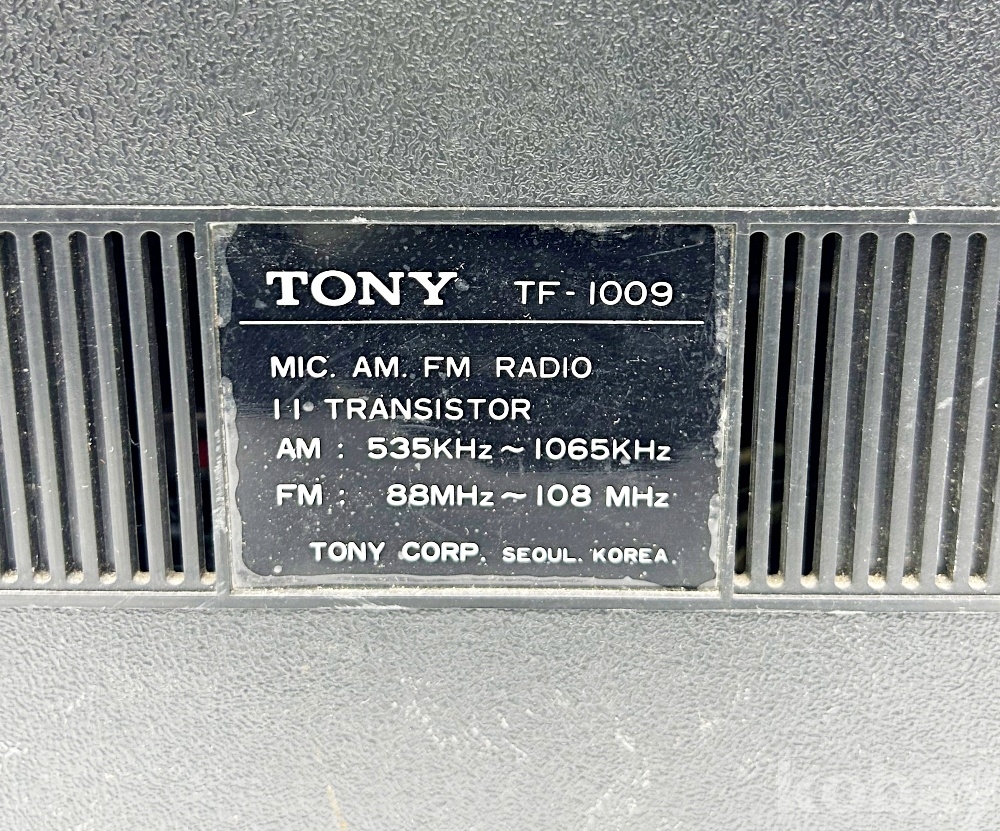 TONY TF-1009
MIC. AM. FM RADIO
11 TRANSISTOR
AM : 535KHz ~ 1065KHz
FM : 88MHz ~ 108 MHz
TONY CORP. SEOUL. KOREA.